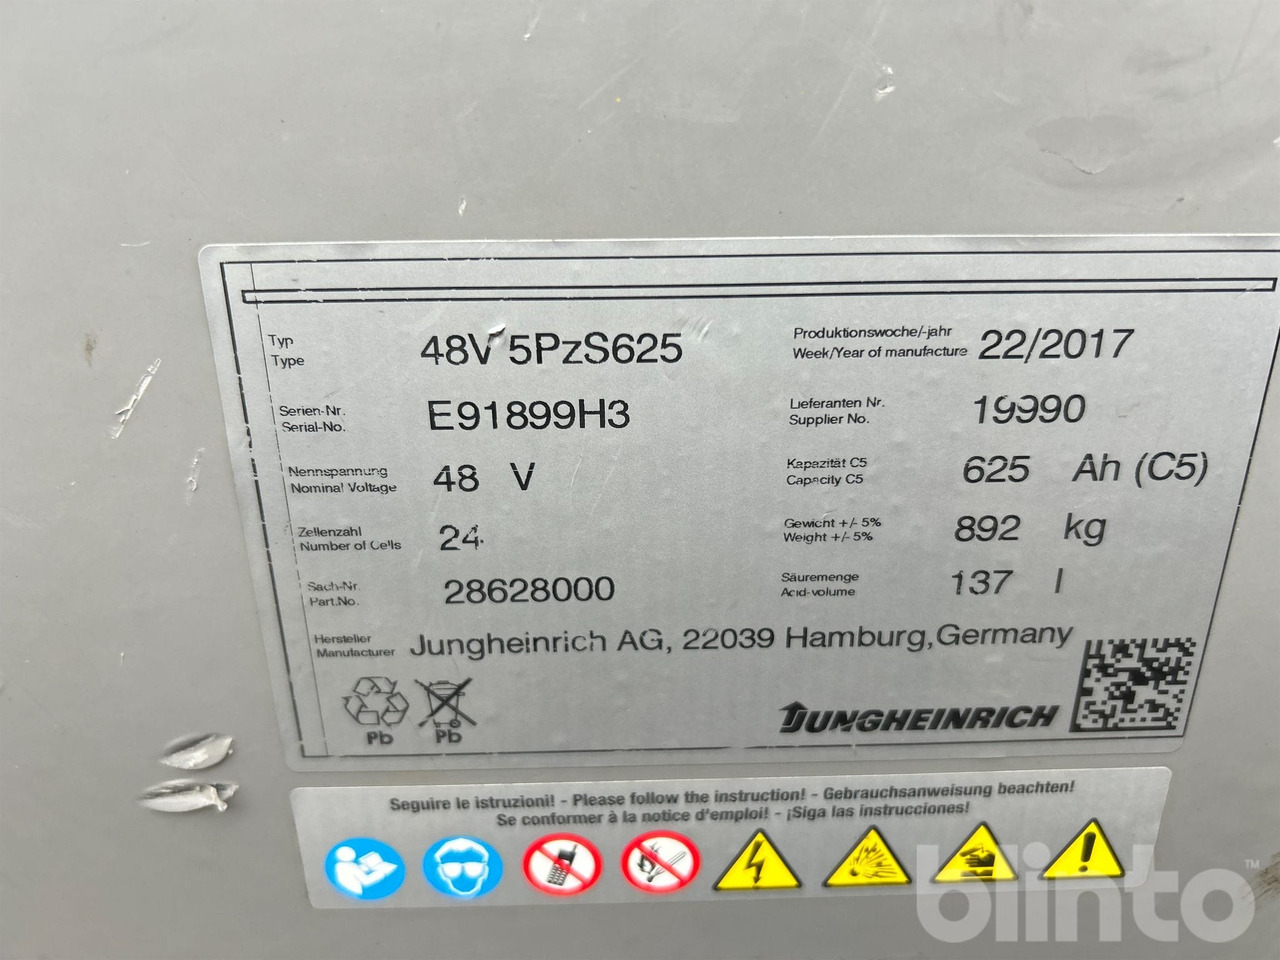 Typ 48V 5PzS625 Produktionswoche/-jahr 22/2017
Type Week/Year of manufacture
Serien-Nr. E91899H3 Lieferanten Nr. 19990
Serial-No. Supplier No.
Nennspannung 48 V Kapazität C5 625 Ah (C5)
Nominal Voltage Capacity C5
Zellenzahl 24 Gewicht +/- 5% 892 kg
Number of Cells Weight +/- 5%
Sach-Nr. 28628000 Säuremenge 137 l
Part.No. Acid-volume
Hersteller Jungheinrich AG, 22039 Hamburg,Germany
Manufacturer
Pb Pb JUNGHEINRICH
Seguire le istruzioni! - Please follow the instruction! - Gebrauchsanweisung beachten!
Se conformer à la notice d'emploi! - ¡Siga las instrucciones!
blinto™